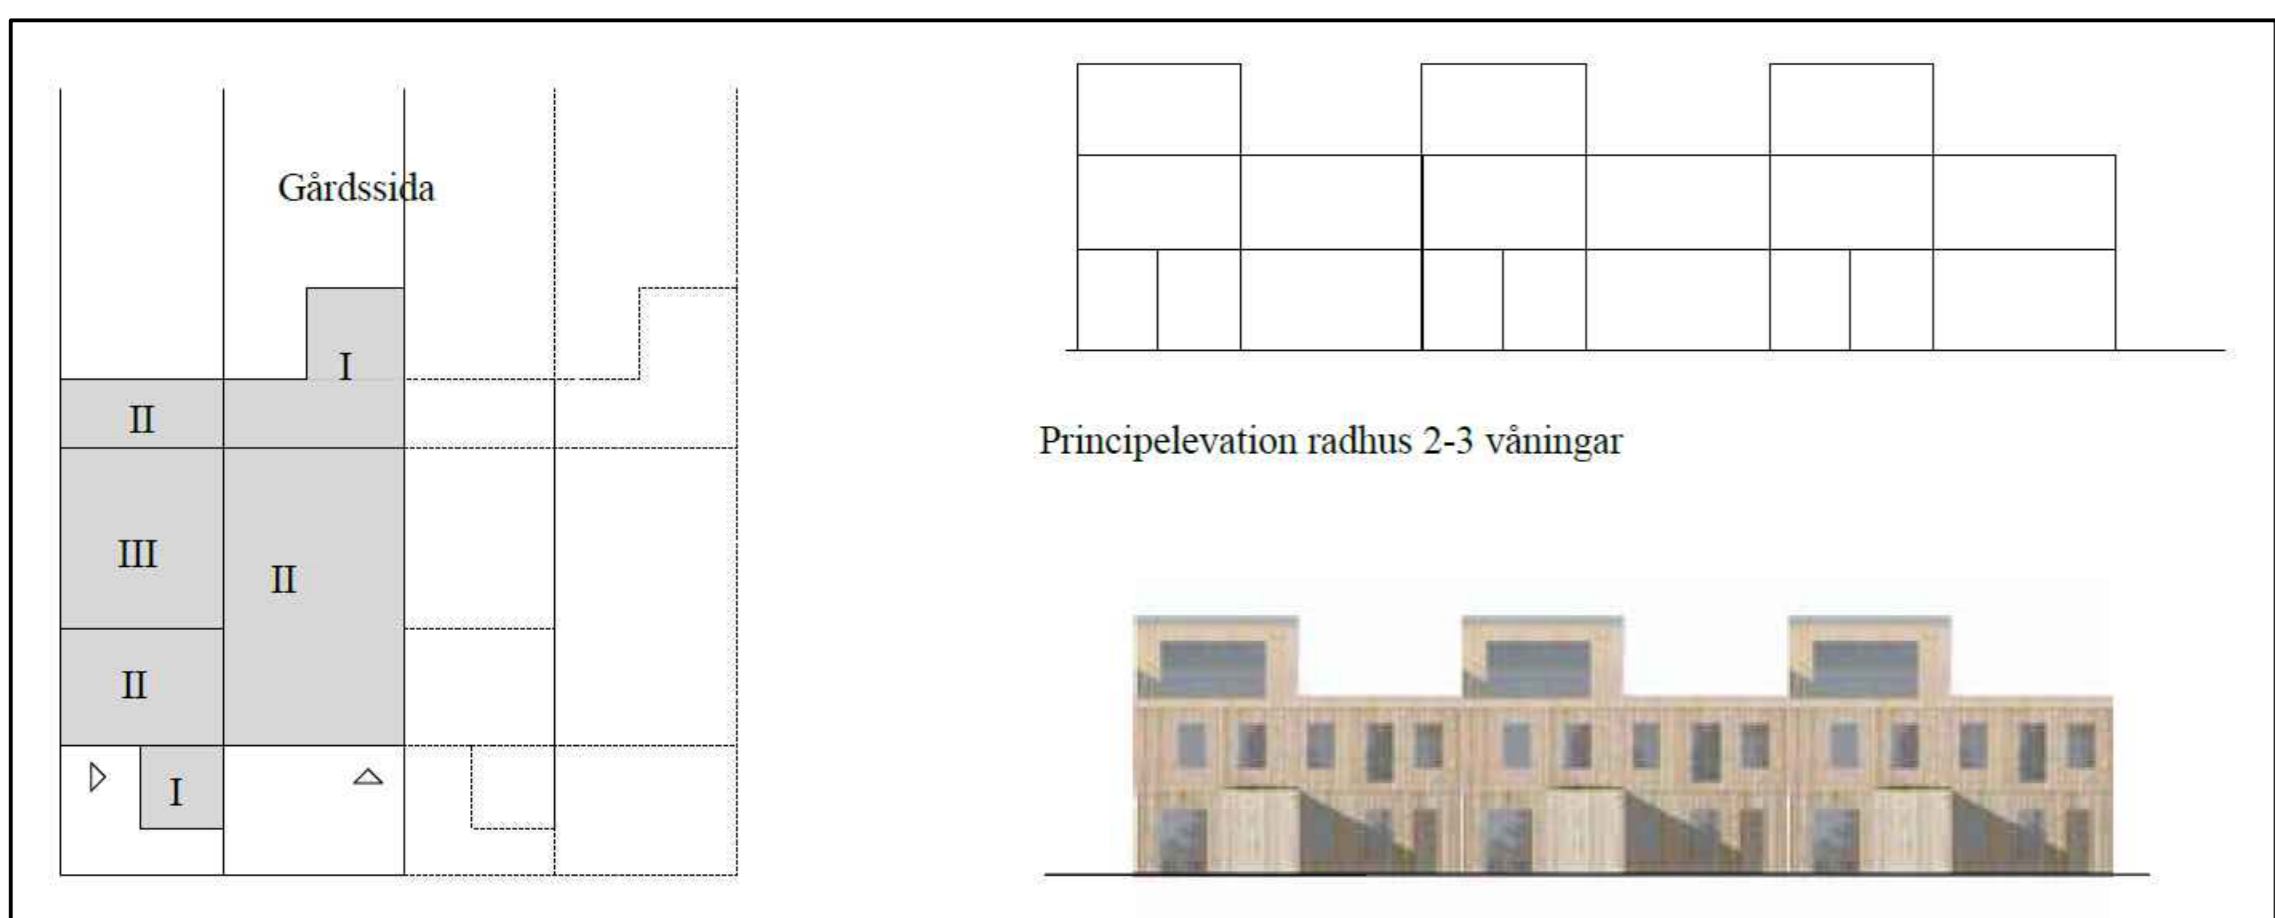 Gårdssida
I
II
III
II
II
I
Principelevation radhus 2-3 våningar